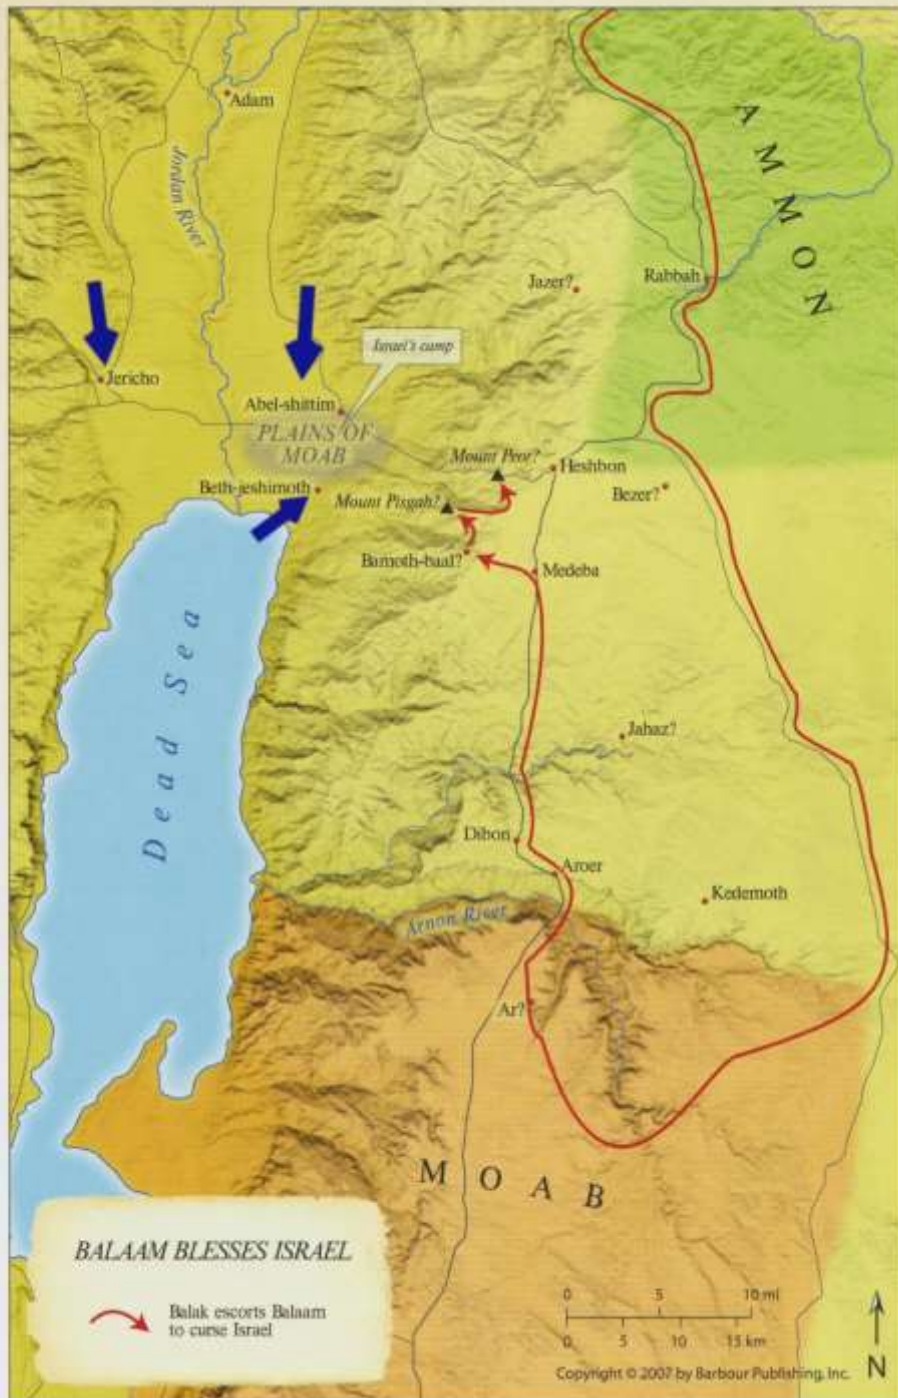 Adam
Jordan River
AMMON
Jazer?
Rabbah
Jericho
Israel's camp
Abel-shittim
PLAINS OF
MOAB
Mount Peor?
Heshbon
Beth-jeshimoth
Mount Pisgah?
Bezer?
Bamoth-baal?
Medeba
Dead Sea
Jahaz?
Dibon
Aroer
Kedemoth
Arnon River
Ar?
MOAB
BALAAM BLESSES ISRAEL
Balak escorts Balaam
to curse Israel
0 5 10 mi
0 5 10 15 km
N
Copyright © 2007 by Barbour Publishing, Inc.